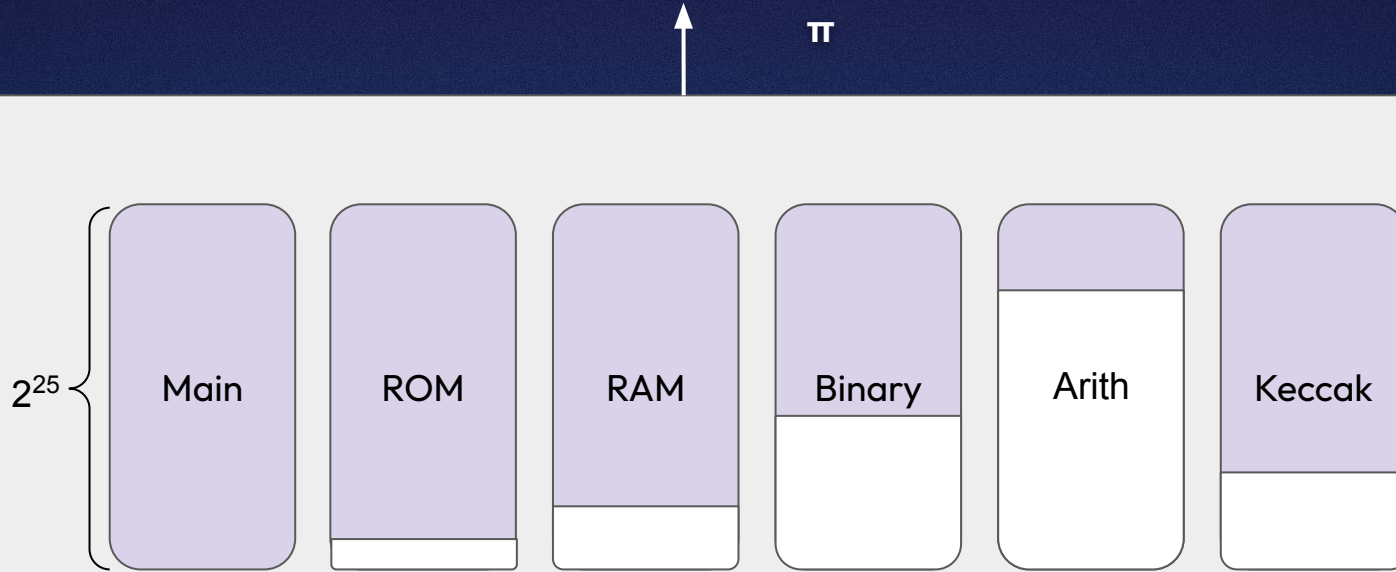 π
2²⁵
Main
ROM
RAM
Binary
Arith
Keccak